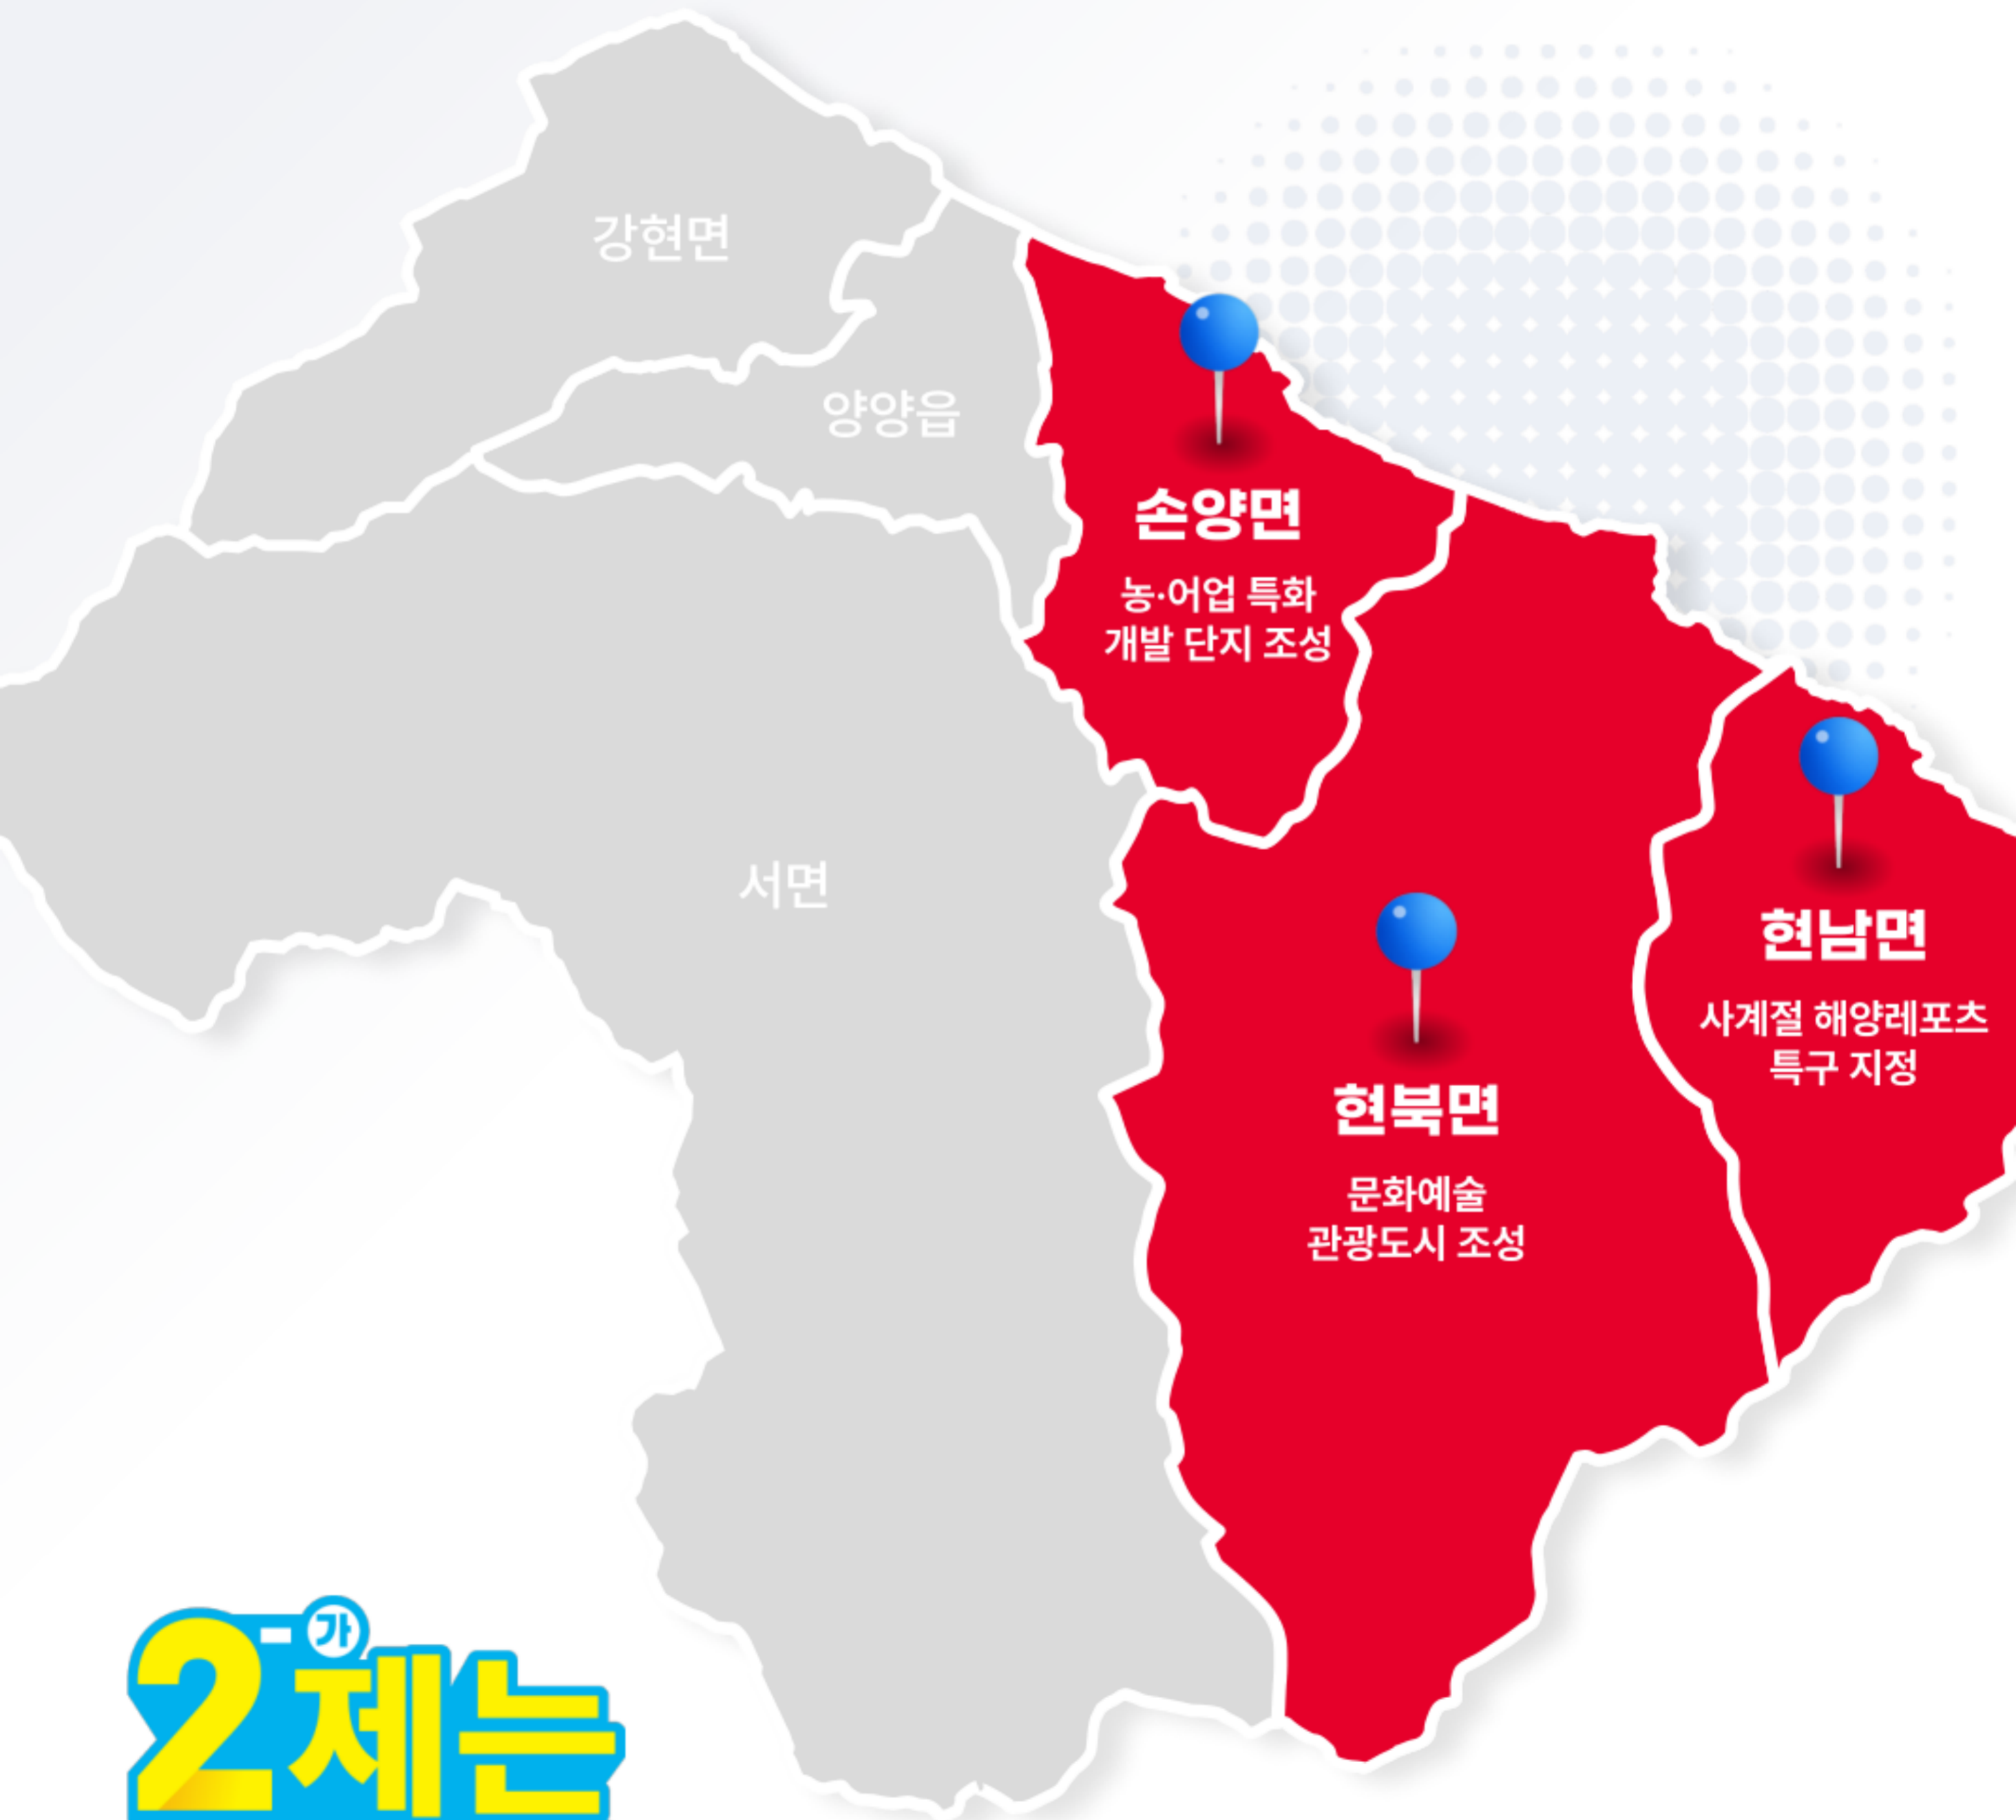 강현면
양양읍
손양면
농·어업 특화
개발 단지 조성
서면
현남면
사계절 해양레포츠
특구 지정
현북면
문화예술
관광도시 조성
2-가
제는